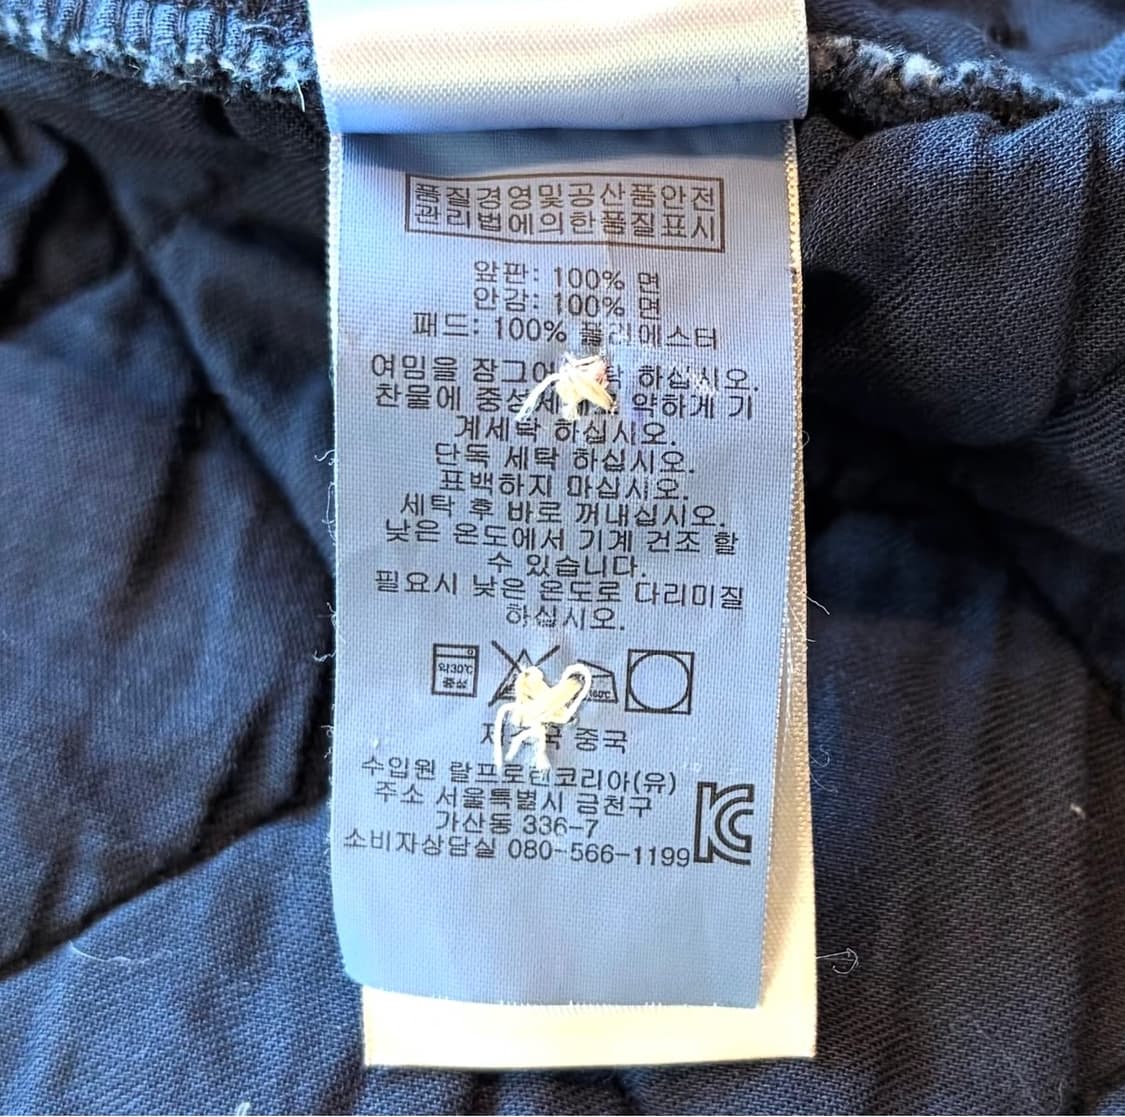 품질경영및공산품안전
관리법에의한품질표시
앞판: 100% 면
안감: 100% 면
패드: 100% 폴리에스터
여밈을 장그어 하십시오.
찬물에 약하게 기
계세탁 하십시오.
단독 세탁 하십시오.
표백하지 마십시오.
세탁 후 바로 꺼내십시오.
낮은 온도에서 기계 건조 할
수 있습니다.
필요시 낮은 온도로 다리미질
하십시오.
약30℃
중성
중국
수입원 랄프로렌코리아(유)
주소 서울특별시 금천구
가산동 336-7
소비자상담실 080-566-1199
KC